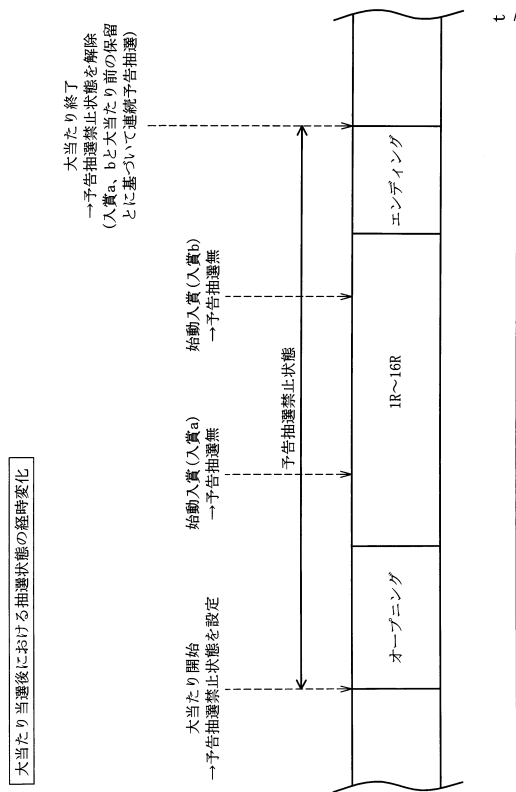 大当たり当選後における抽選状態の経時変化
大当たり開始
→予告抽選禁止状態を設定
始動入賞(入賞a)
→予告抽選無
始動入賞(入賞b)
→予告抽選無
大当たり終了
→予告抽選禁止状態を解除
(入賞a、bと大当たり前の保留
とに基づいて連続予告抽選)
予告抽選禁止状態
オープニング
1R~16R
エンディング
t